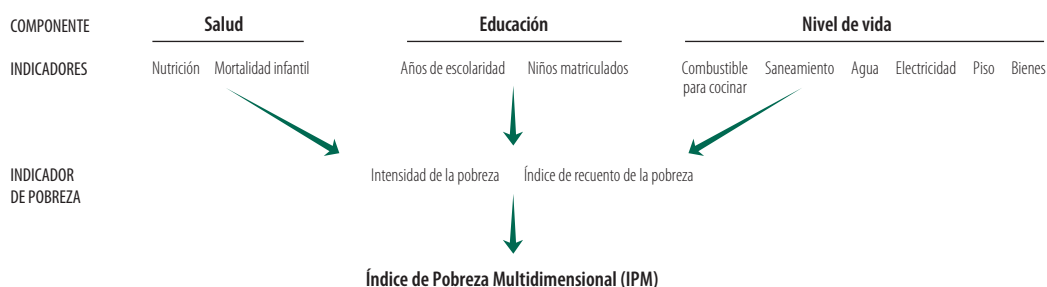 COMPONENTE Salud Educación Nivel de vida
INDICADORES Nutrición Mortalidad infantil Años de escolaridad Niños matriculados Combustible Saneamiento Agua Electricidad Piso Bienes
para cocinar
INDICADOR Intensidad de la pobreza Índice de recuento de la pobreza
DE POBREZA
Índice de Pobreza Multidimensional (IPM)